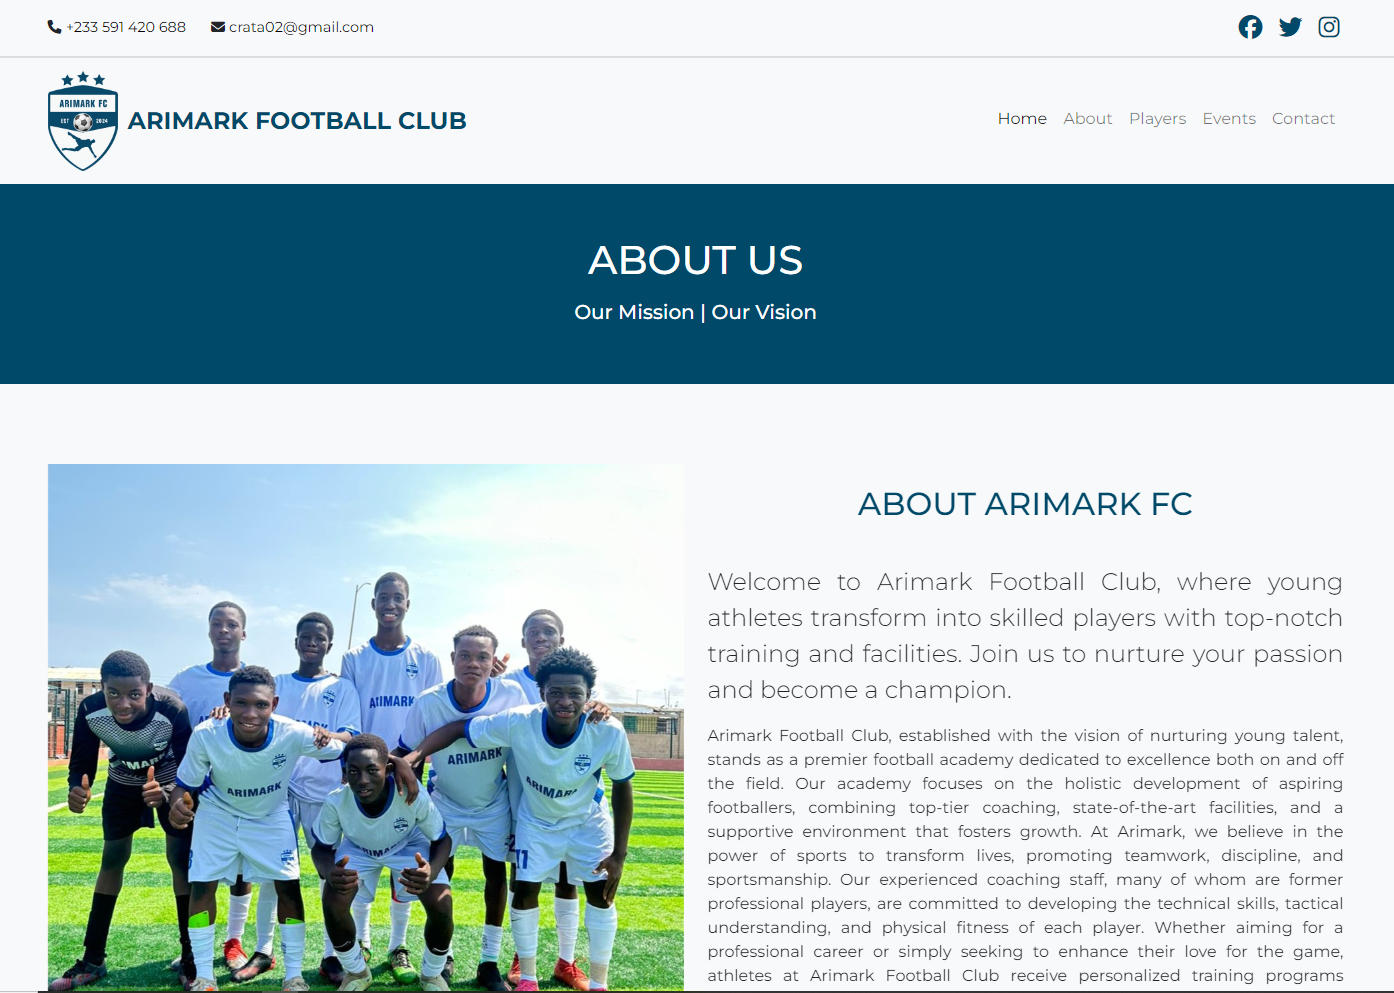 +233 591 420 688 crata02@gmail.com
ARIMARK FC
EST 2024
ARIMARK FOOTBALL CLUB
Home About Players Events Contact
ABOUT US
Our Mission | Our Vision
ARIMARK
ARIMARK
ARIMARK
ARIMARK
ABOUT ARIMARK FC
Welcome to Arimark Football Club, where young
athletes transform into skilled players with top-notch
training and facilities. Join us to nurture your passion
and become a champion.
Arimark Football Club, established with the vision of nurturing young talent,
stands as a premier football academy dedicated to excellence both on and off
the field. Our academy focuses on the holistic development of aspiring
footballers, combining top-tier coaching, state-of-the-art facilities, and a
supportive environment that fosters growth. At Arimark, we believe in the
power of sports to transform lives, promoting teamwork, discipline, and
sportsmanship. Our experienced coaching staff, many of whom are former
professional players, are committed to developing the technical skills, tactical
understanding, and physical fitness of each player. Whether aiming for a
professional career or simply seeking to enhance their love for the game,
athletes at Arimark Football Club receive personalized training programs